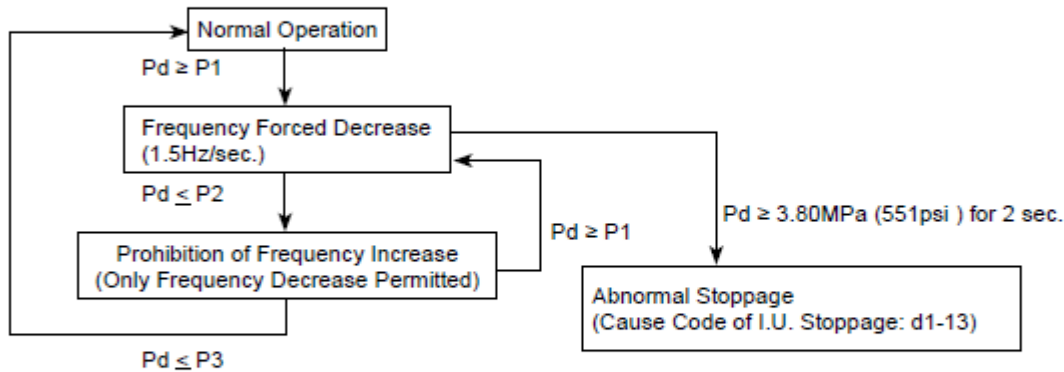 Normal Operation
Pd ≥ P1
Frequency Forced Decrease
(1.5Hz/sec.)
Pd ≤ P2
Pd ≥ P1
Pd ≥ 3.80MPa (551psi ) for 2 sec.
Prohibition of Frequency Increase
(Only Frequency Decrease Permitted)
Abnormal Stoppage
(Cause Code of I.U. Stoppage: d1-13)
Pd ≤ P3